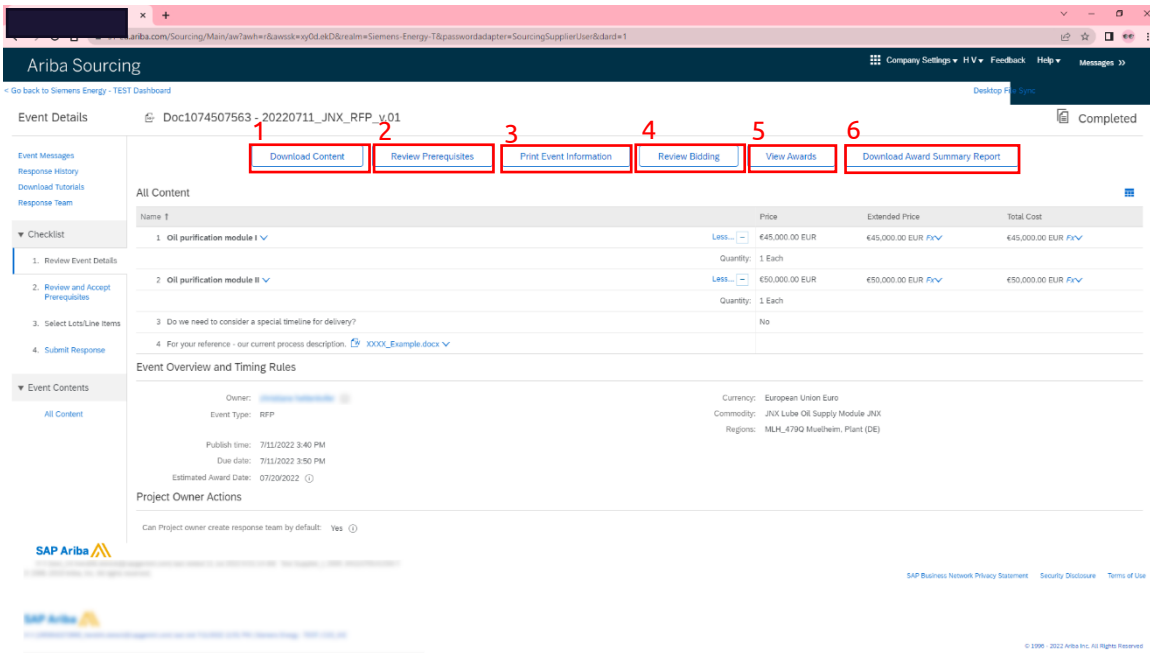 .ariba.com/Sourcing/Main/aw?awh=r&awssk=xy0d.ekD&realm=Siemens-Energy-T&passwordadapter=SourcingSupplierUser&dard=1
Ariba Sourcing
Company Settings HV Feedback Help Messages »
< Go back to Siemens Energy - TEST Dashboard
Event Details
Doc1074507563 - 20220711_JNX_RFP_v.01
Completed
1 2 3 4 5 6
Download Content Review Prerequisites Print Event Information Review Bidding View Awards Download Award Summary Report
Event Messages
Response History
Download Tutorials
Response Team
▼ Checklist
1. Review Event Details
2. Review and Accept
Prerequisites
3. Select Lots/Line Items
4. Submit Response
▼ Event Contents
All Content
All Content
Name ↑ Price Extended Price Total Cost
1 Oil purification module I Less... − €45,000.00 EUR €45,000.00 EUR Fx €45,000.00 EUR Fx
Quantity: 1 Each
2 Oil purification module II Less... − €50,000.00 EUR €50,000.00 EUR Fx €50,000.00 EUR Fx
Quantity: 1 Each
3 Do we need to consider a special timeline for delivery? No
4 For your reference - our current process description. XXXX_Example.docx
Event Overview and Timing Rules
Owner:
Event Type: RFP
Publish time: 7/11/2022 3:40 PM
Due date: 7/11/2022 3:50 PM
Estimated Award Date: 07/20/2022
Currency: European Union Euro
Commodity: JNX Lube Oil Supply Module JNX
Regions: MLH_479Q Muelheim, Plant (DE)
Project Owner Actions
Can Project owner create response team by default: Yes
SAP Ariba
SAP Business Network Privacy Statement Security Disclosure Terms of Use
SAP Ariba
© 1996 - 2022 Ariba Inc. All Rights Reserved